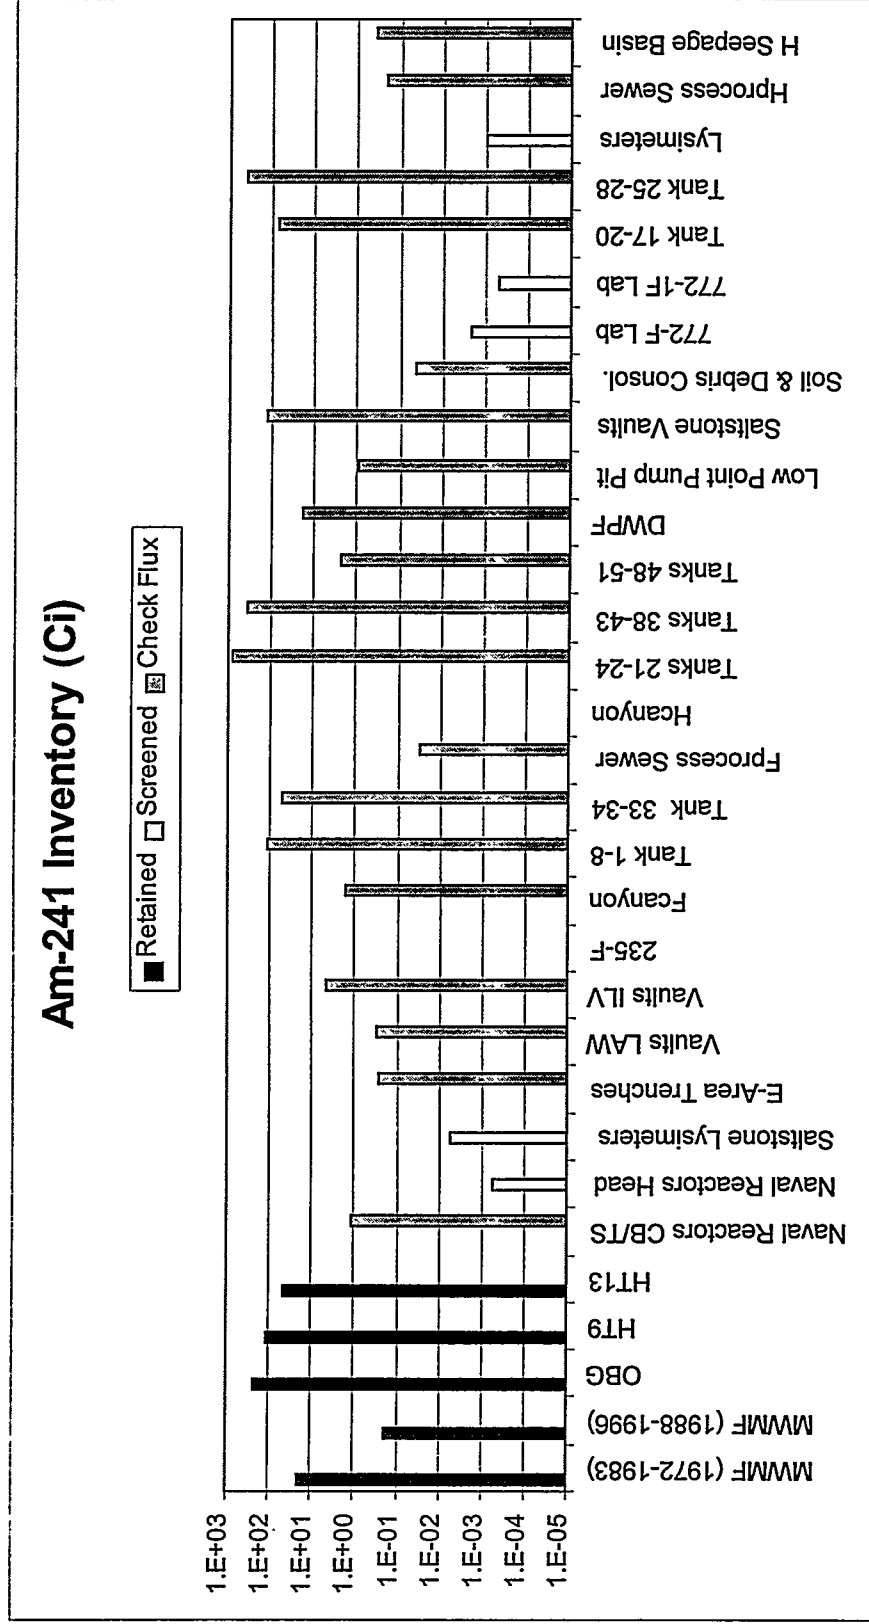 Am-241 Inventory (Ci)
Retained Screened Check Flux
1.E+03
1.E+02
1.E+01
1.E+00
1.E-01
1.E-02
1.E-03
1.E-04
1.E-05
MWMF (1972-1983)
MWMF (1988-1996)
OBG
HT9
HT13
Naval Reactors CB/TS
Naval Reactors Head
Saltstone Lysimeters
E-Area Trenches
Vaults LAW
Vaults ILV
235-F
Fcanyon
Tank 1-8
Tank 33-34
Fprocess Sewer
Hcanyon
Tanks 21-24
Tanks 38-43
Tanks 48-51
DWPF
Low Point Pump Pit
Saltstone Vaults
Soil & Debris Consol.
772-F Lab
772-1F Lab
Tank 17-20
Tank 25-28
Lysimeters
Hprocess Sewer
H Seepage Basin